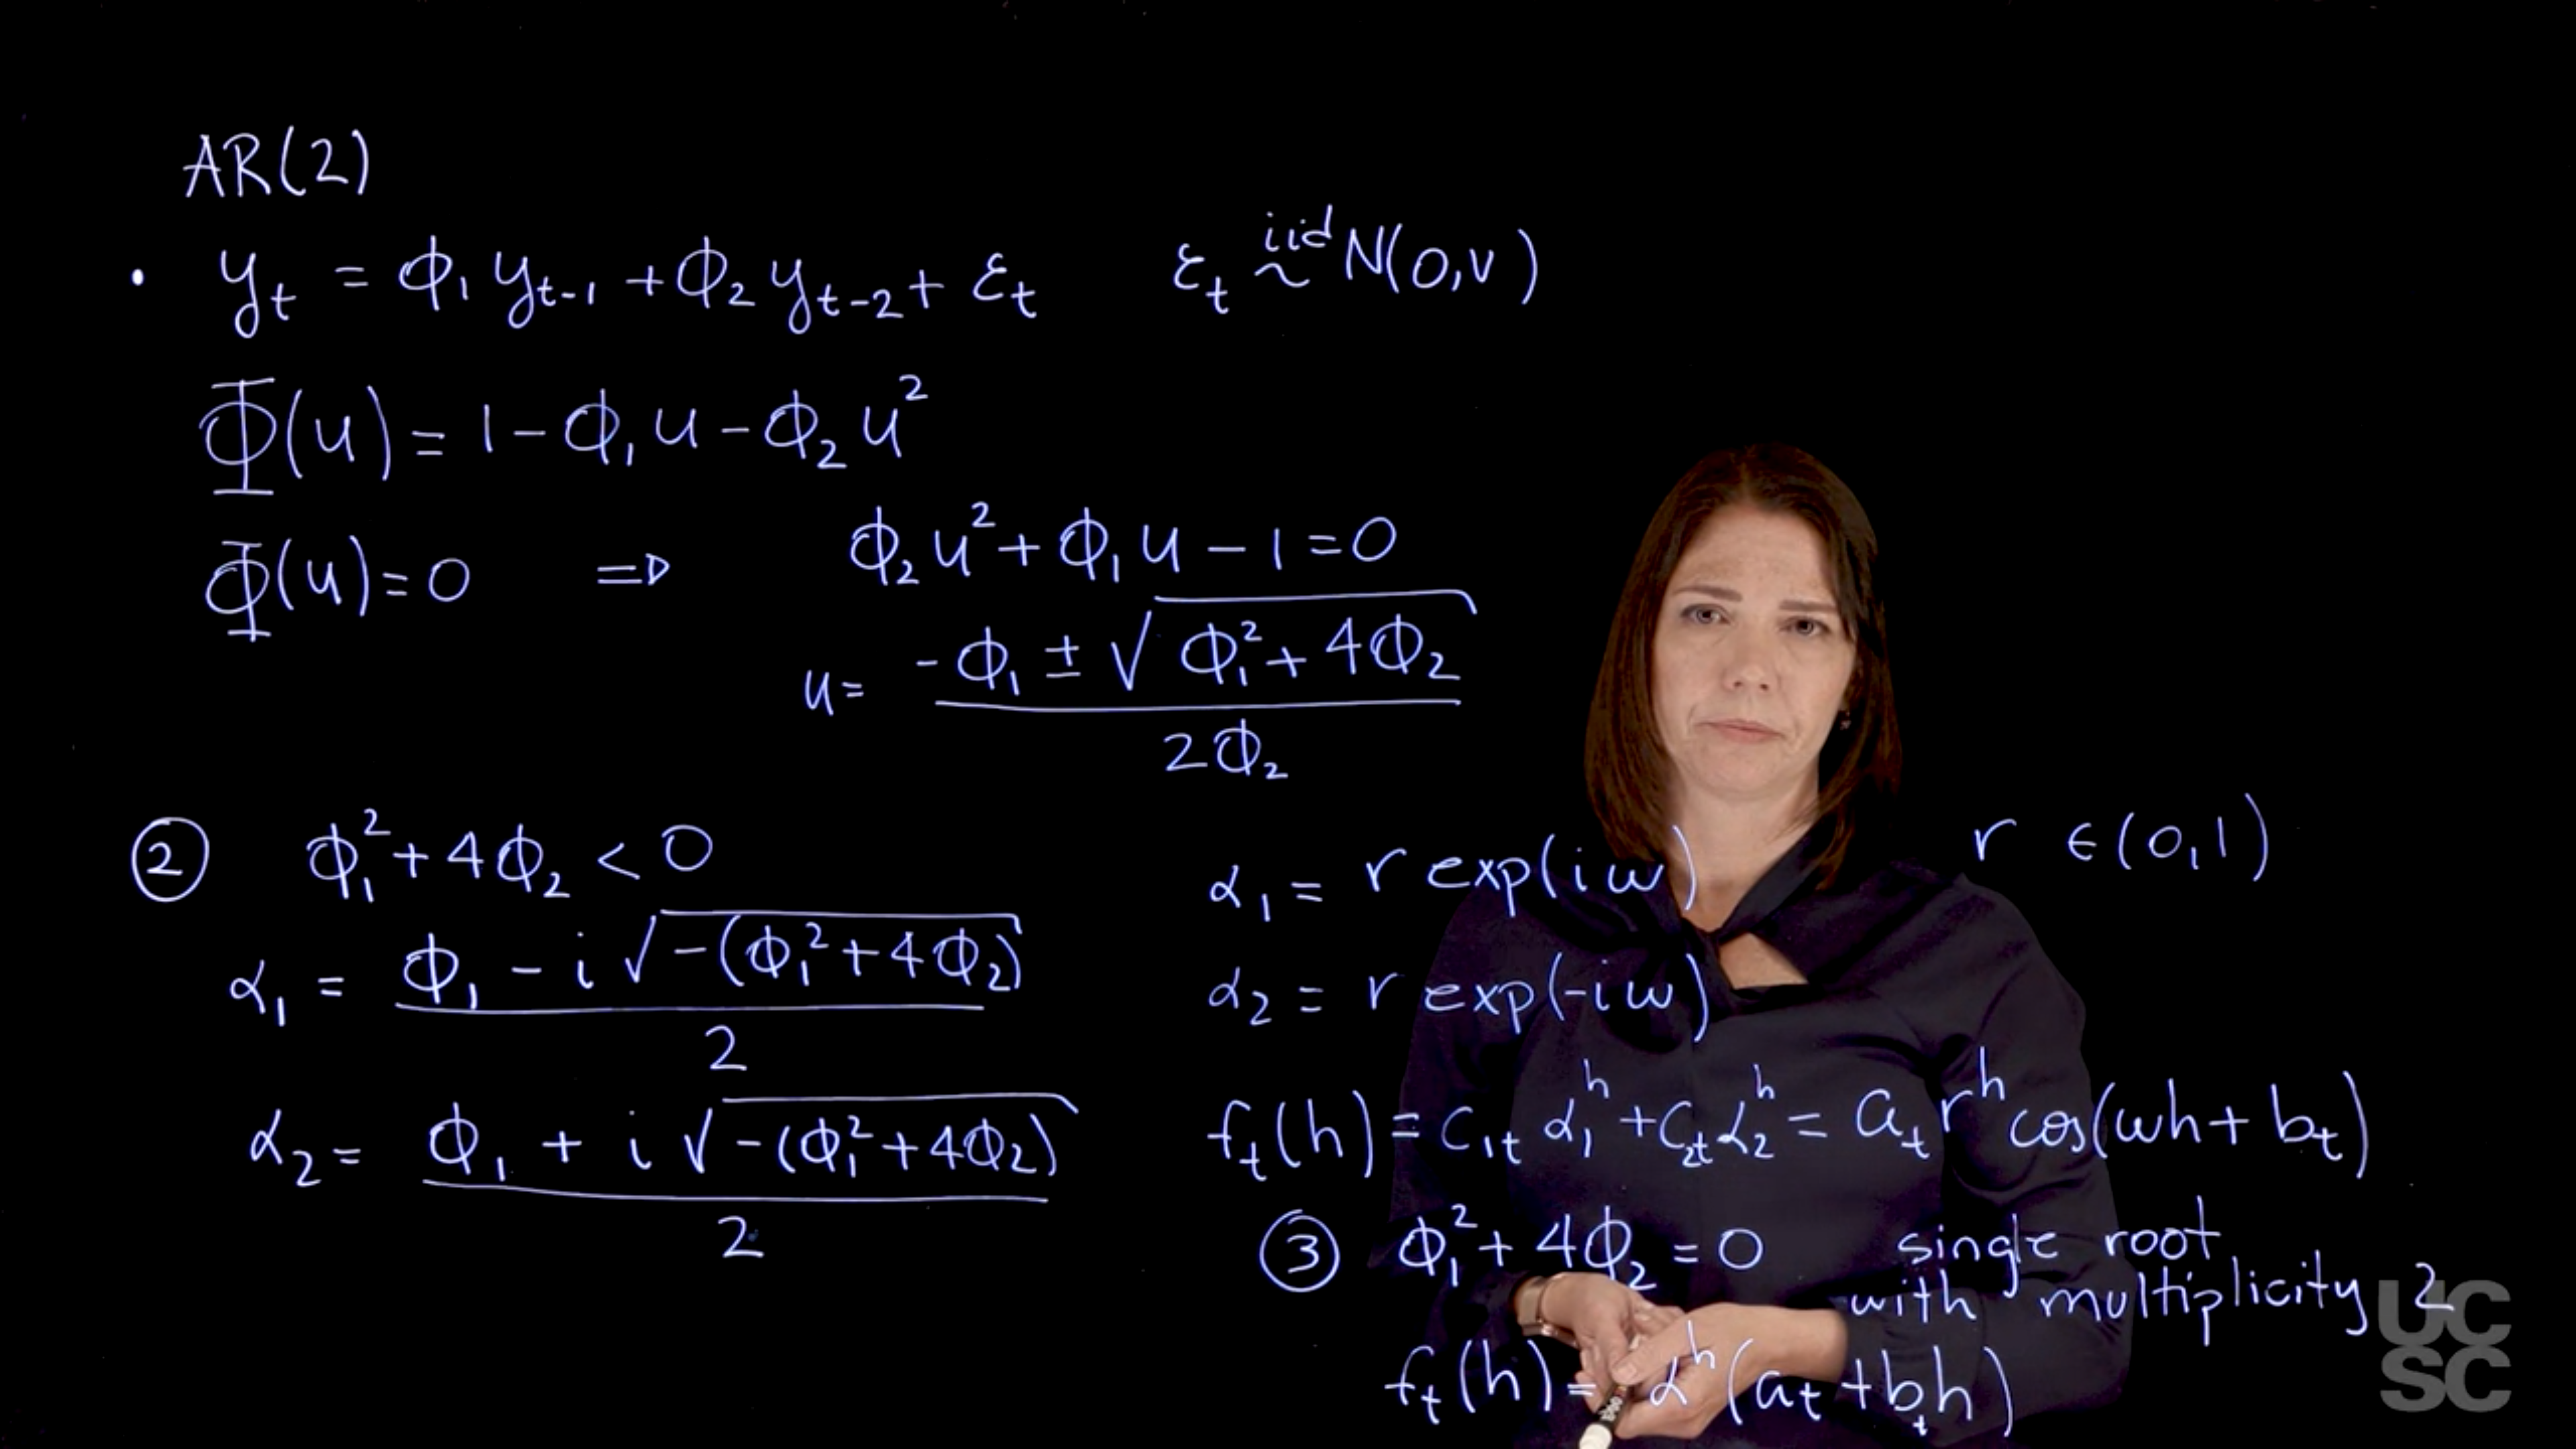 AR(2)
• y_t = ϕ_1 y_{t-1} + ϕ_2 y_{t-2} + ε_t    ε_t ~^{iid} N(0,v)
Φ(u) = 1 - ϕ_1 u - ϕ_2 u^2
Φ(u) = 0  ⇒  ϕ_2 u^2 + ϕ_1 u - 1 = 0
u = (-ϕ_1 ± √(ϕ_1^2 + 4ϕ_2)) / (2ϕ_2)
② ϕ_1^2 + 4ϕ_2 < 0
α_1 = (ϕ_1 - i √(-(ϕ_1^2 + 4ϕ_2))) / 2
α_2 = (ϕ_1 + i √(-(ϕ_1^2 + 4ϕ_2))) / 2
α_1 = r exp(iω)    r ∈ (0,1)
α_2 = r exp(-iω)
f_t(h) = c_{1t} α_1^h + c_{2t} α_2^h = a_t r^h cos(ωh + b_t)
③ ϕ_1^2 + 4ϕ_2 = 0    single root
with multiplicity 2
f_t(h) = α^h (a_t + b_t h)
UC
SC